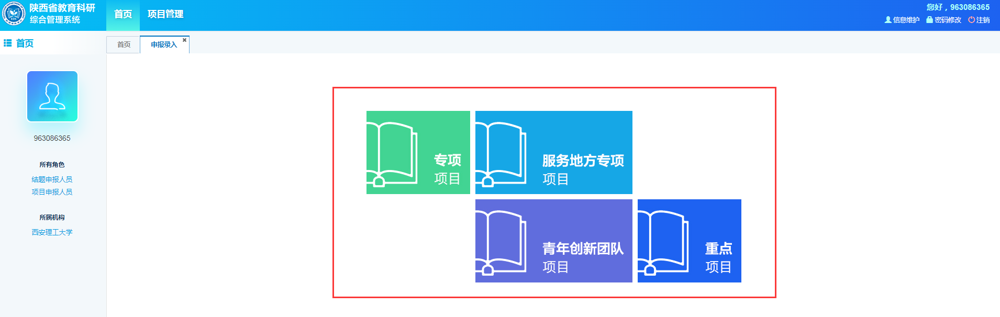 陕西省教育科研
综合管理系统
首页
项目管理
您好，963086365
信息维护
密码修改
注销
首页
首页
申报录入
963086365
所有角色
结题申报人员
项目申报人员
所属机构
西安理工大学
专项
项目
服务地方专项
项目
青年创新团队
项目
重点
项目